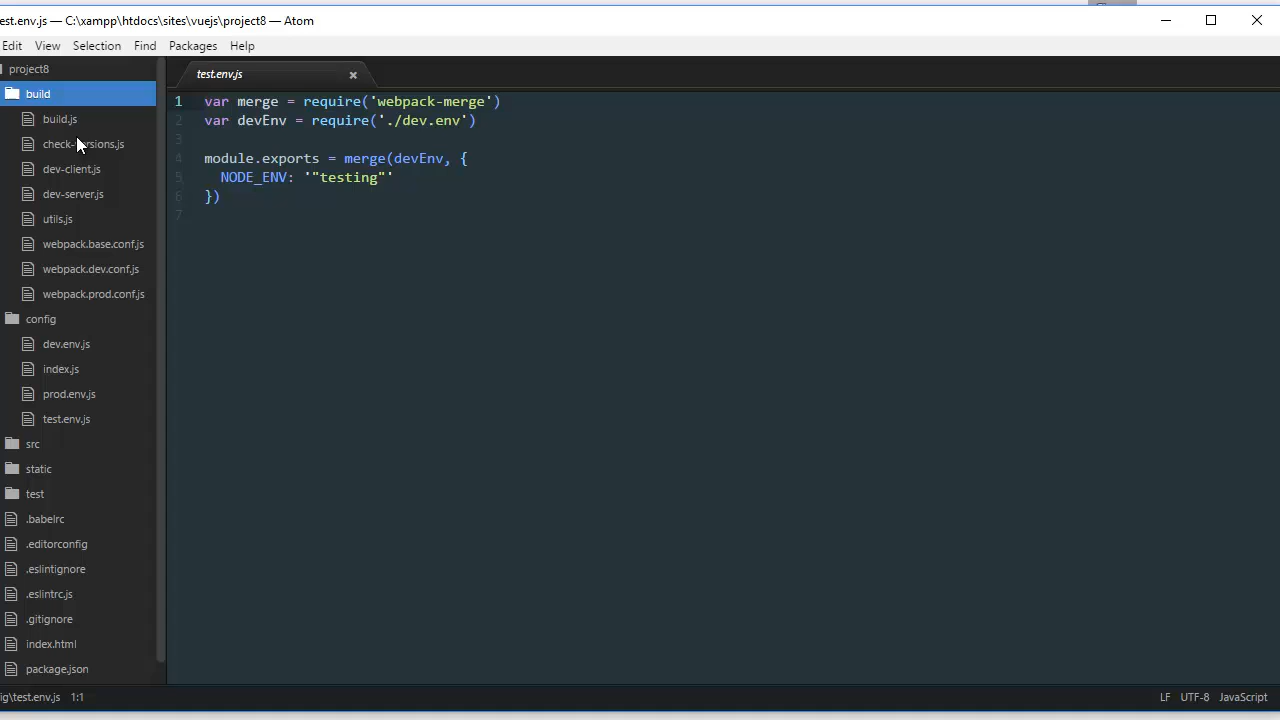 est.env.js — C:\xampp\htdocs\sites\vuejs\project8 — Atom
Edit View Selection Find Packages Help
project8
build
build.js
dev-client.js
dev-server.js
utils.js
webpack.base.conf.js
webpack.dev.conf.js
webpack.prod.conf.js
config
dev.env.js
index.js
prod.env.js
test.env.js
src
static
test
.babelrc
.editorconfig
.eslintignore
.eslintrc.js
.gitignore
index.html
package.json
test.env.js
1 var merge = require('webpack-merge')
2 var devEnv = require('./dev.env')
3
4 module.exports = merge(devEnv, {
5 NODE_ENV: '"testing"'
6 })
7
ig\test.env.js 1:1
LF UTF-8 JavaScript